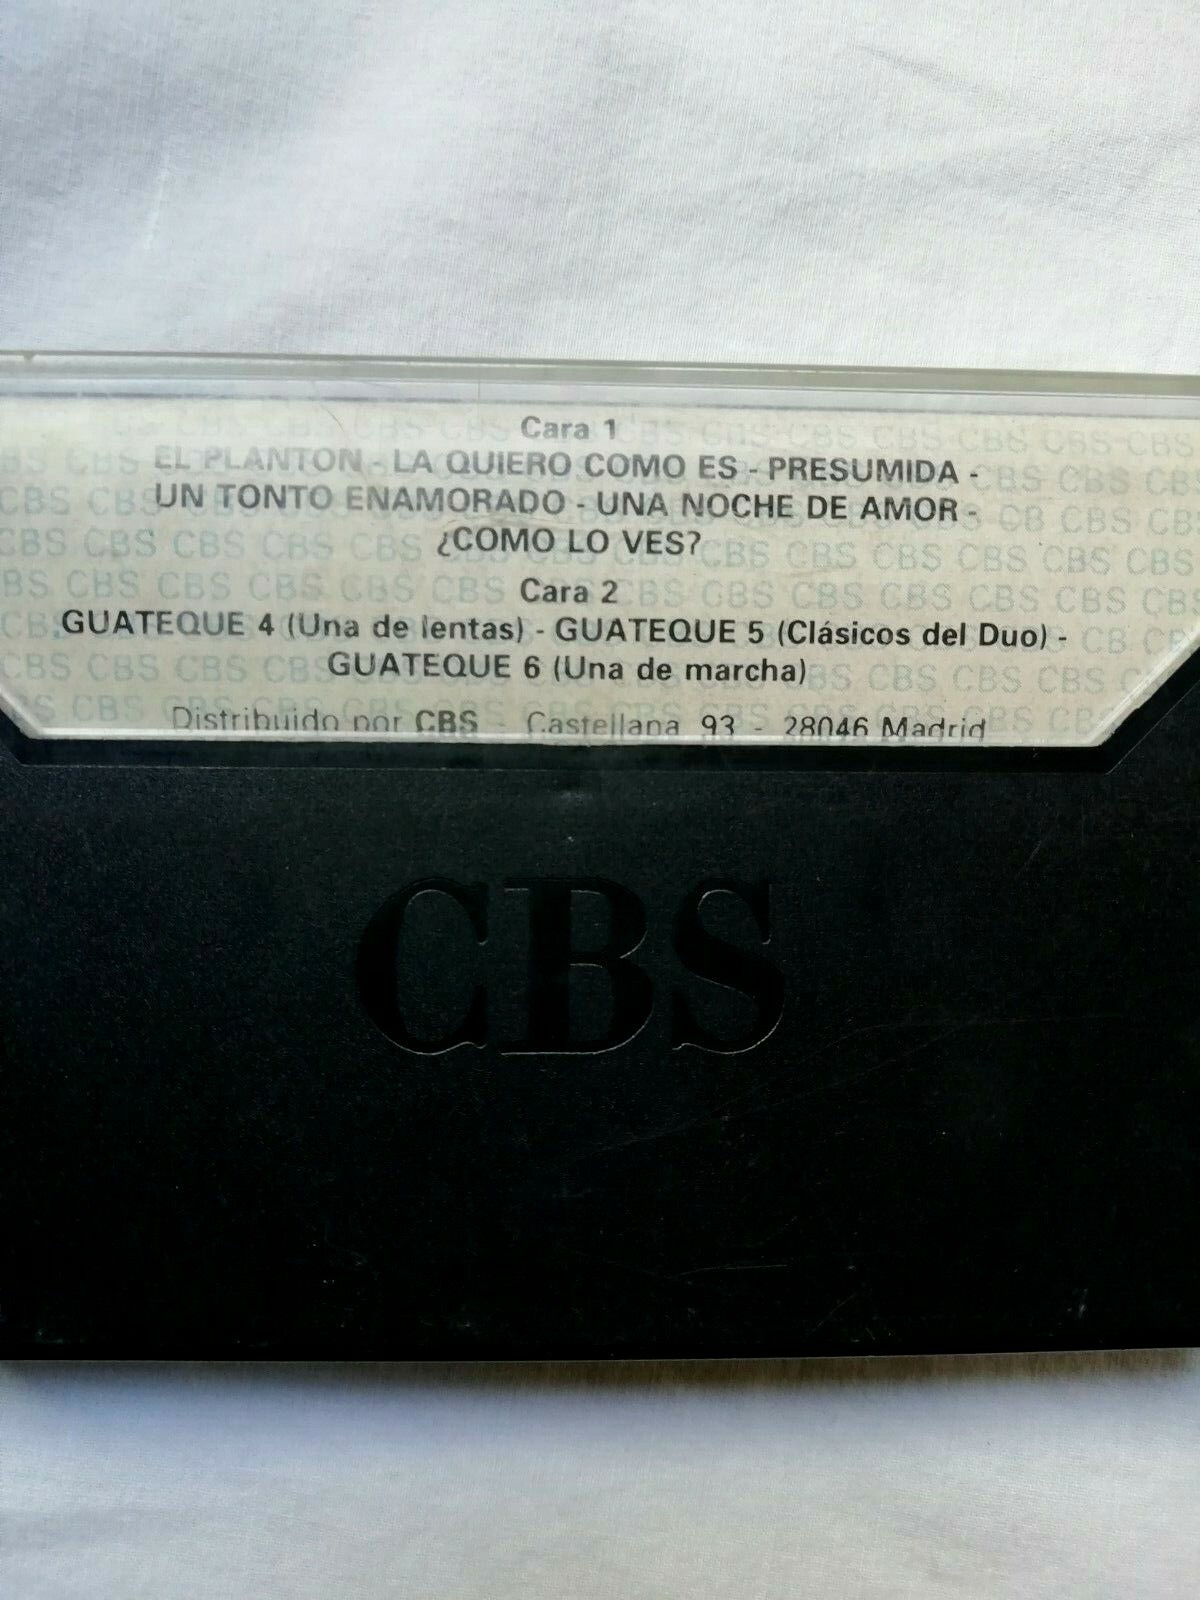 Cara 1
EL PLANTON - LA QUIERO COMO ES - PRESUMIDA -
UN TONTO ENAMORADO - UNA NOCHE DE AMOR -
¿COMO LO VES?
Cara 2
GUATEQUE 4 (Una de lentas) - GUATEQUE 5 (Clásicos del Duo) -
GUATEQUE 6 (Una de marcha)
Distribuido por CBS - Castellana 93 - 28046 Madrid
CBS